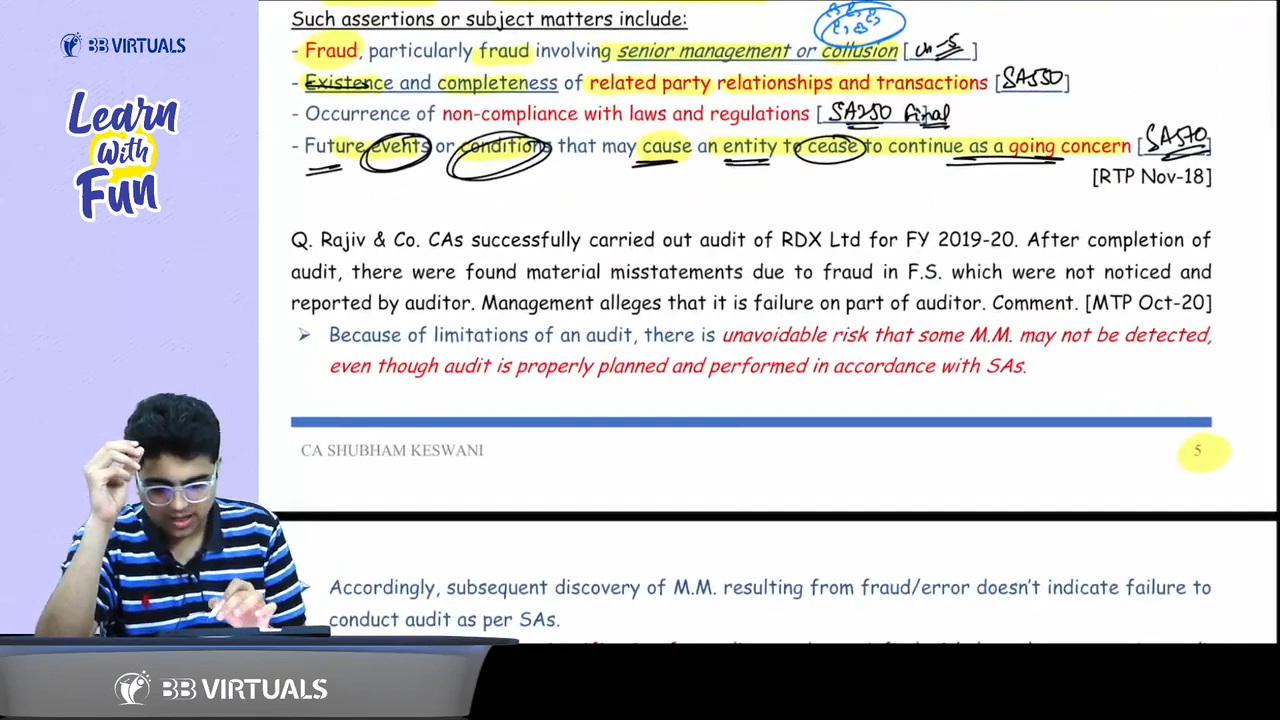 Such assertions or subject matters include:
BB VIRTUALS
- Fraud, particularly fraud involving senior management or collusion [ch-5]
- Existence and completeness of related party relationships and transactions [SA550]
Learn
With
Fun
- Occurrence of non-compliance with laws and regulations [SA250 final
- Future events or conditions that may cause an entity to cease to continue as a going concern [SA570]
[RTP Nov-18]
Q. Rajiv & Co. CAs successfully carried out audit of RDX Ltd for FY 2019-20. After completion of
audit, there were found material misstatements due to fraud in F.S. which were not noticed and
reported by auditor. Management alleges that it is failure on part of auditor. Comment. [MTP Oct-20]
➢ Because of limitations of an audit, there is unavoidable risk that some M.M. may not be detected,
even though audit is properly planned and performed in accordance with SAs.
CA SHUBHAM KESWANI
5
Accordingly, subsequent discovery of M.M. resulting from fraud/error doesn't indicate failure to
conduct audit as per SAs.
BB VIRTUALS